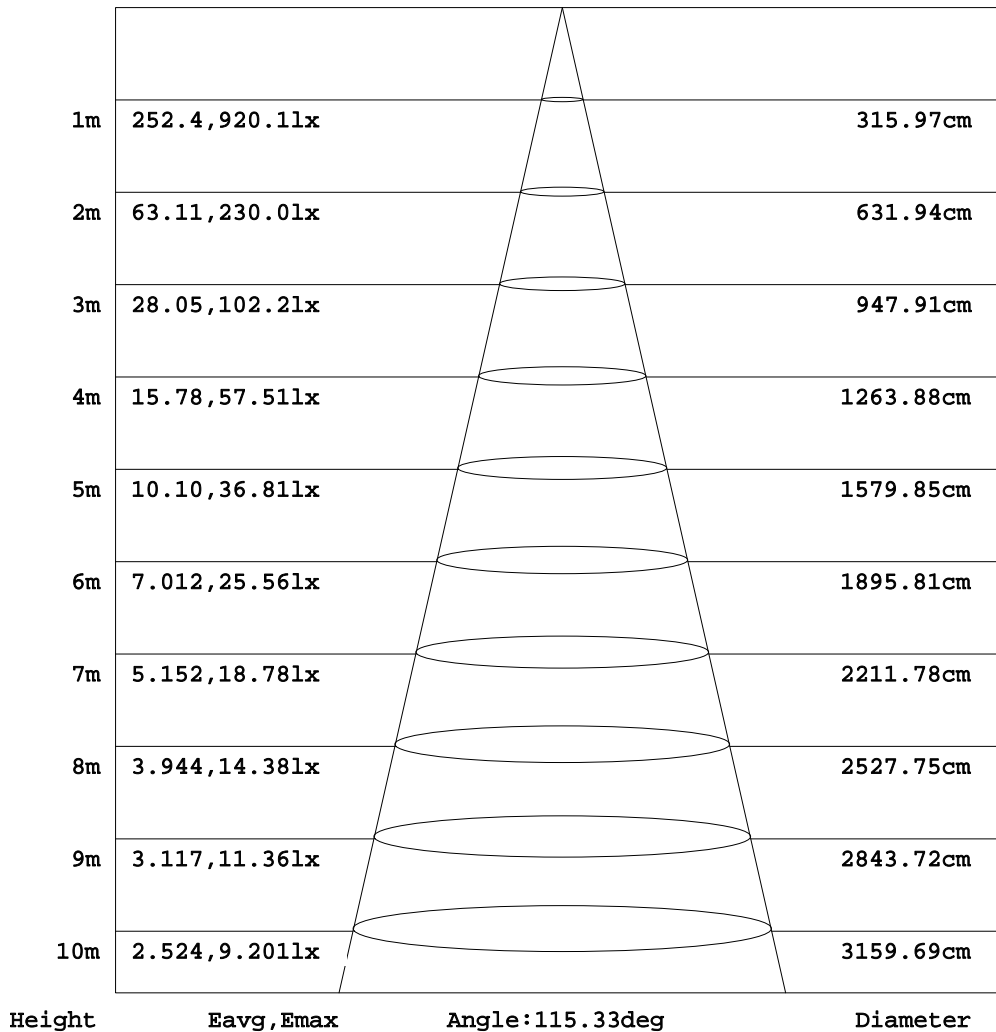 1m 252.4,920.1lx 315.97cm
2m 63.11,230.0lx 631.94cm
3m 28.05,102.2lx 947.91cm
4m 15.78,57.51lx 1263.88cm
5m 10.10,36.81lx 1579.85cm
6m 7.012,25.56lx 1895.81cm
7m 5.152,18.78lx 2211.78cm
8m 3.944,14.38lx 2527.75cm
9m 3.117,11.36lx 2843.72cm
10m 2.524,9.201lx 3159.69cm
Height Eavg,Emax Angle:115.33deg Diameter